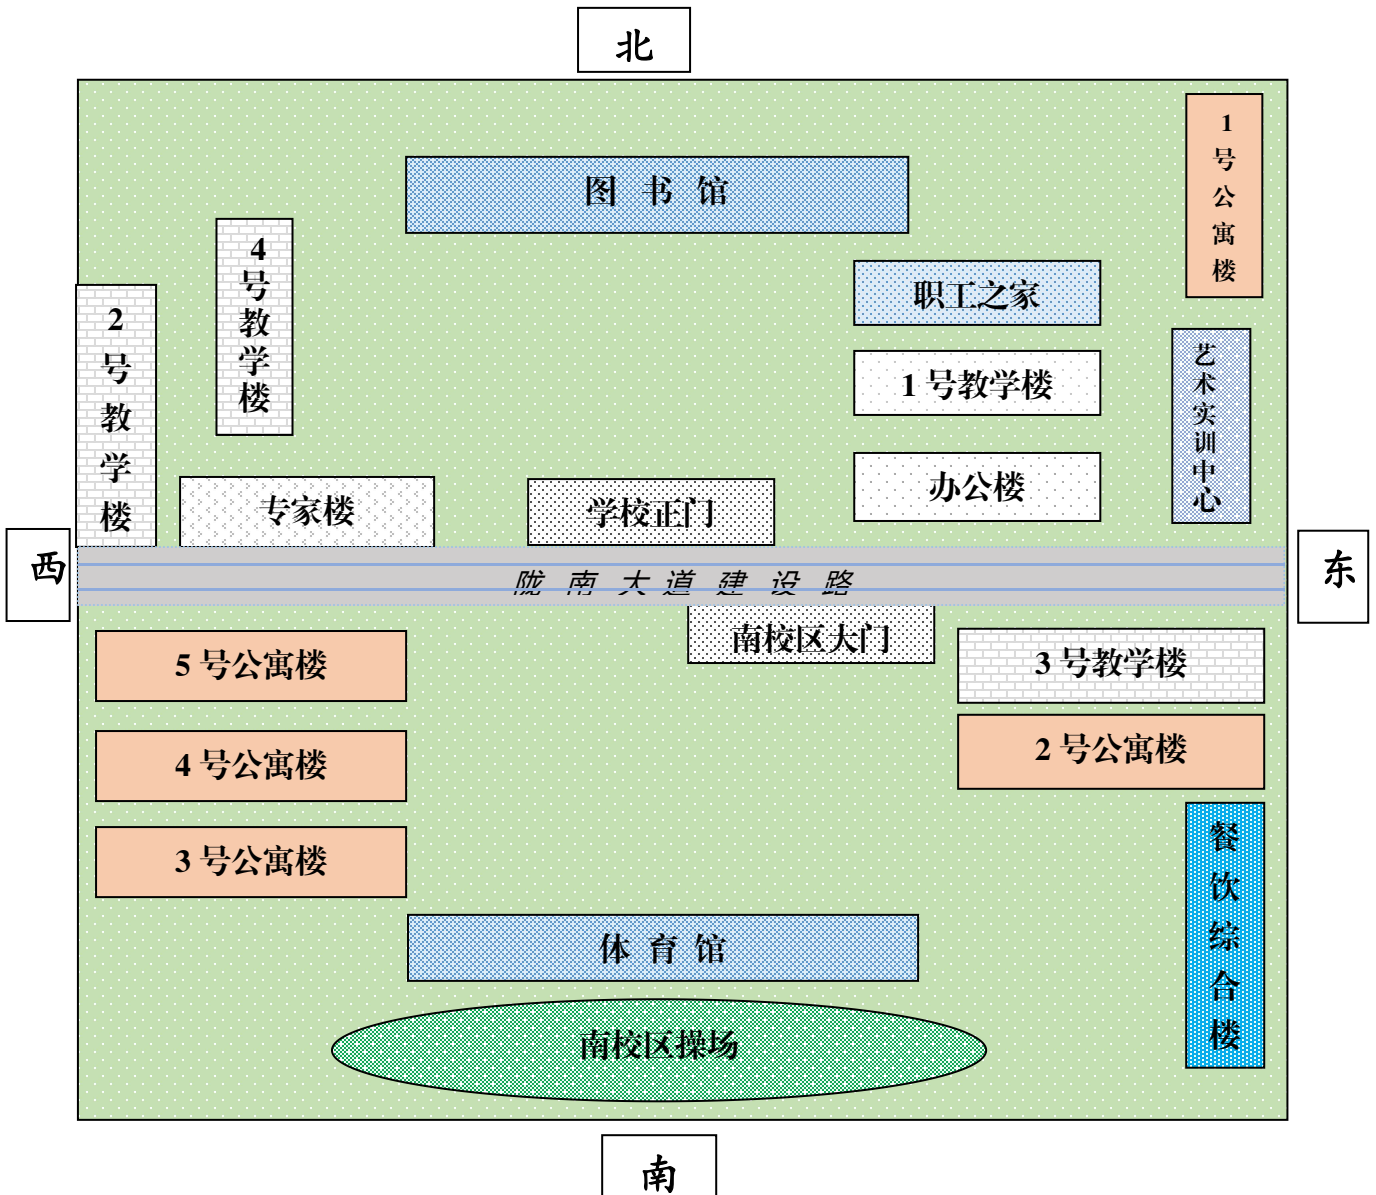 北
1号公寓楼
图书馆
4号教学楼
职工之家
2号教学楼
1号教学楼
艺术实训中心
办公楼
专家楼
学校正门
西
东
陇南大道建设路
南校区大门
5号公寓楼
3号教学楼
4号公寓楼
2号公寓楼
3号公寓楼
餐饮综合楼
体育馆
南校区操场
南